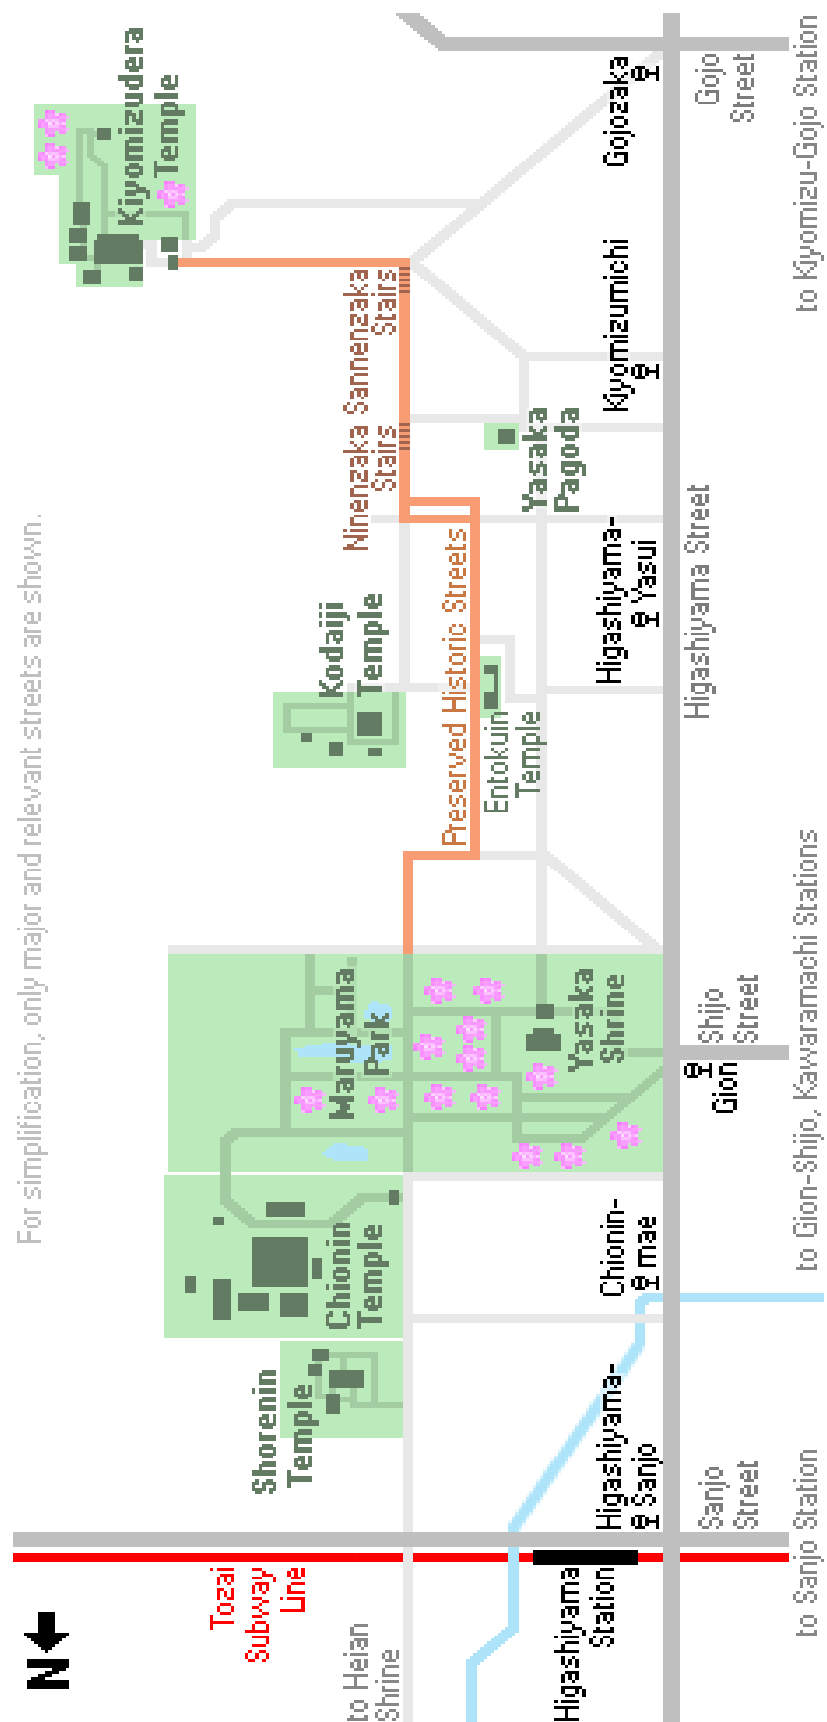 For simplification, only major and relevant streets are shown.
N
Tozai
Subway
Line
to Heian
Shrine
Higashiyama
Station
to Sanjo Station
Sanjo
Street
Higashiyama-
Sanjo
Shorenin
Temple
Chionin
Temple
Chionin-
mae
Maruyama
Park
Yasaka
Shrine
Gion
Shijo
Street
to Gion-Shijo, Kawaramachi Stations
Kodaiji
Temple
Preserved Historic Streets
Entokuin
Temple
Higashiyama-
Yasui
Higashiyama Street
Ninenzaka
Stairs
Sannenzaka
Stairs
Yasaka
Pagoda
Kiyomizumichi
Kiyomizudera
Temple
Gojozaka
Gojo
Street
to Kiyomizu-Gojo Station